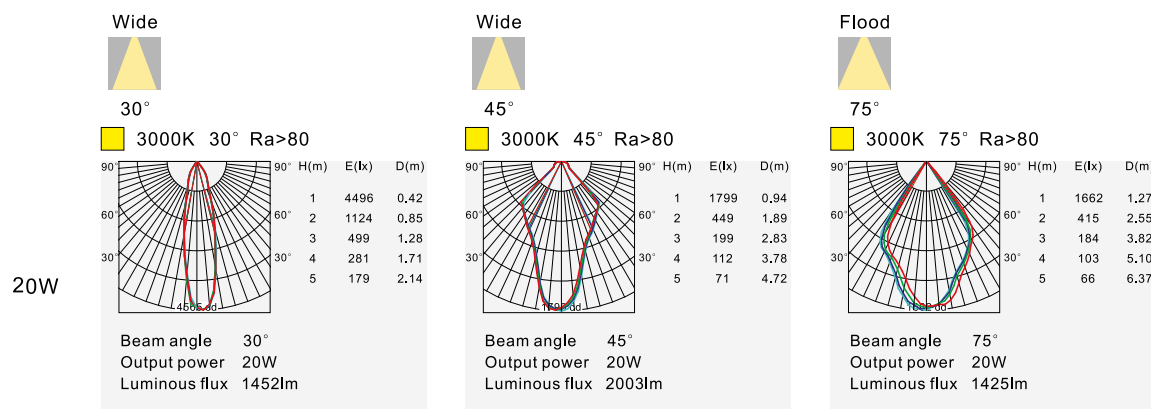 Wide
30°
3000K 30° Ra>80
90° 90° H(m) E(lx) D(m)
1 4496 0.42
60° 60° 2 1124 0.85
3 499 1.28
30° 30° 4 281 1.71
5 179 2.14
Beam angle 30°
Output power 20W
Luminous flux 1452lm
Wide
45°
3000K 45° Ra>80
90° 90° H(m) E(lx) D(m)
1 1799 0.94
60° 60° 2 449 1.89
3 199 2.83
30° 30° 4 112 3.78
5 71 4.72
Beam angle 45°
Output power 20W
Luminous flux 2003lm
Flood
75°
3000K 75° Ra>80
90° 90° H(m) E(lx) D(m)
1 1662 1.27
60° 60° 2 415 2.55
3 184 3.82
30° 30° 4 103 5.10
5 66 6.37
Beam angle 75°
Output power 20W
Luminous flux 1425lm
20W